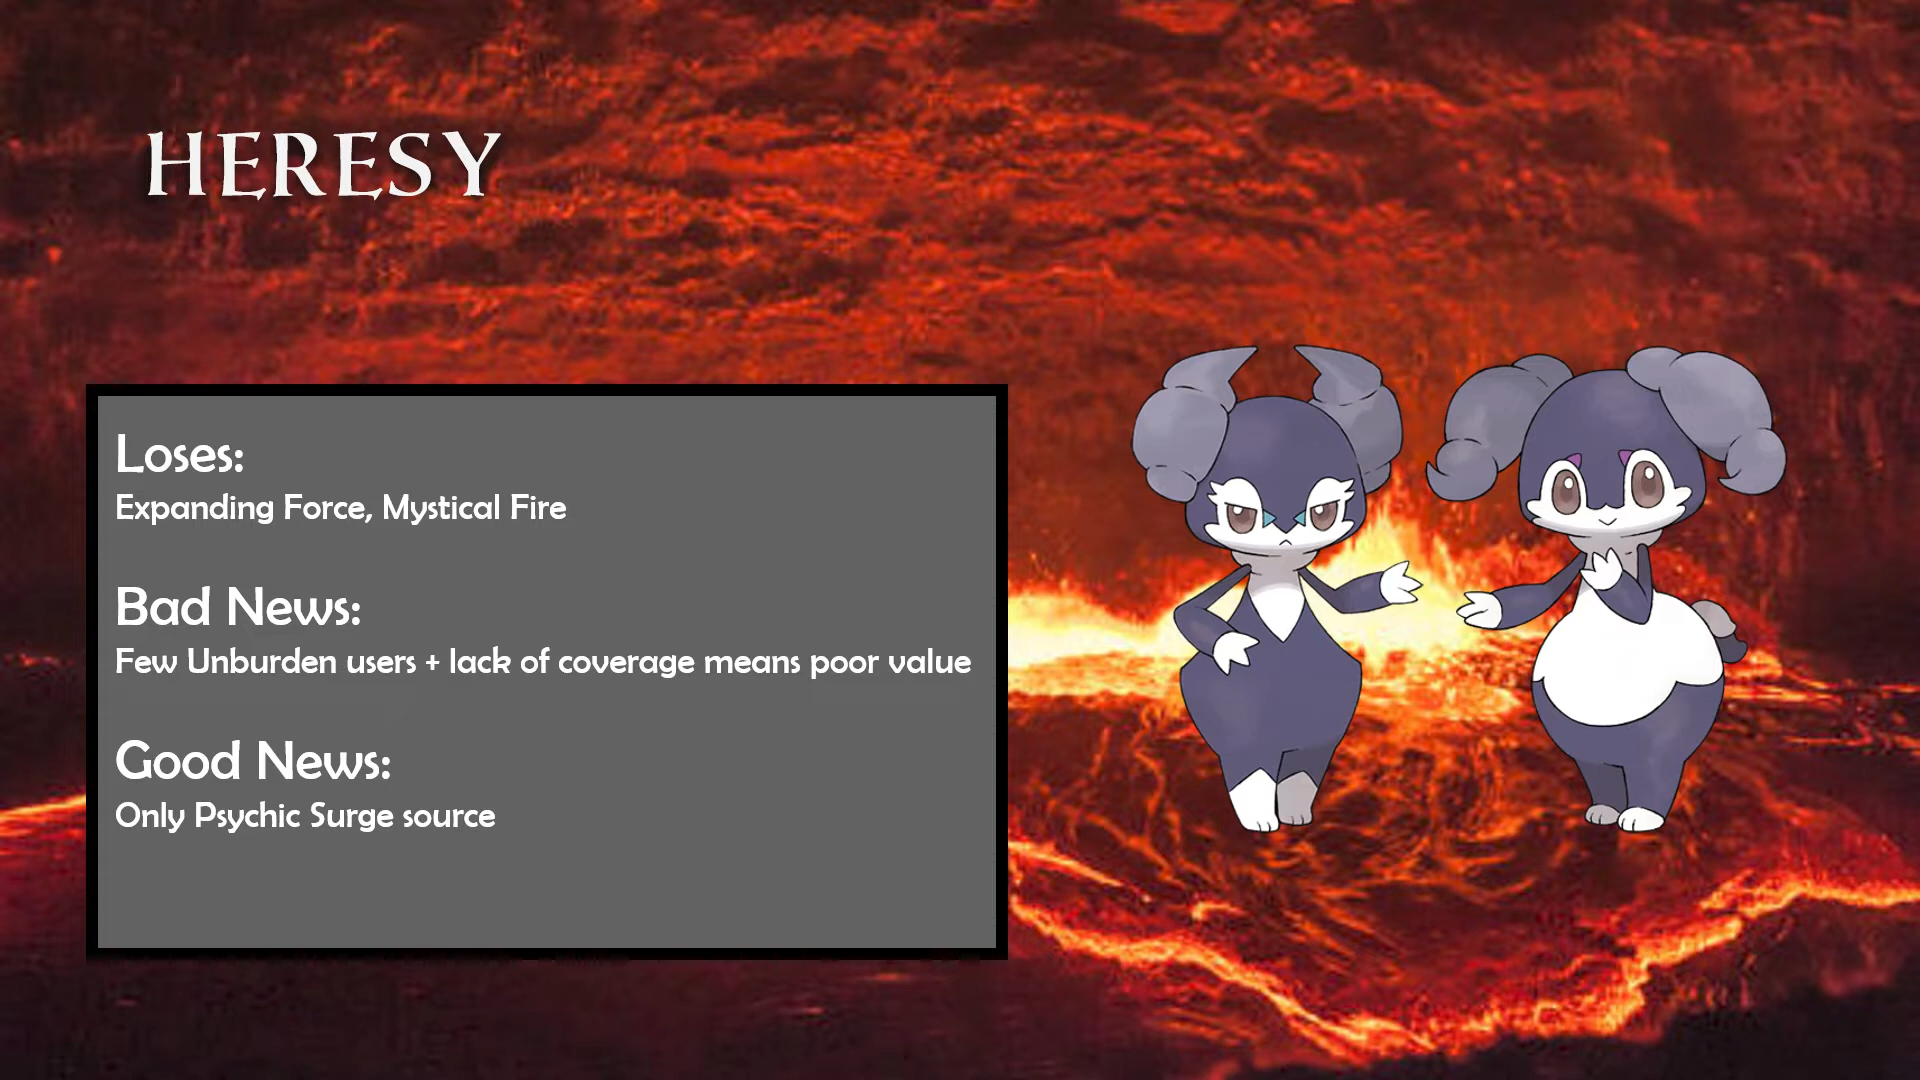 HERESY
Loses:
Expanding Force, Mystical Fire
Bad News:
Few Unburden users + lack of coverage means poor value
Good News:
Only Psychic Surge source